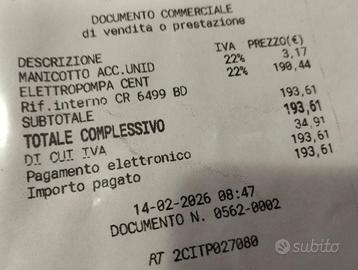 DOCUMENTO COMMERCIALE
di vendita o prestazione
DESCRIZIONE IVA PREZZO(€)
MANICOTTO ACC.UNID 22% 3,17
ELETTROPOMPA CENT 22% 190,44
Rif.interno CR 6499 BD
SUBTOTALE 193,61
TOTALE COMPLESSIVO 193,61
DI CUI IVA 34,91
Pagamento elettronico 193,61
Importo pagato 193,61
14-02-2026 08:47
DOCUMENTO N. 0562-0002
RT 2CITP027080
subito